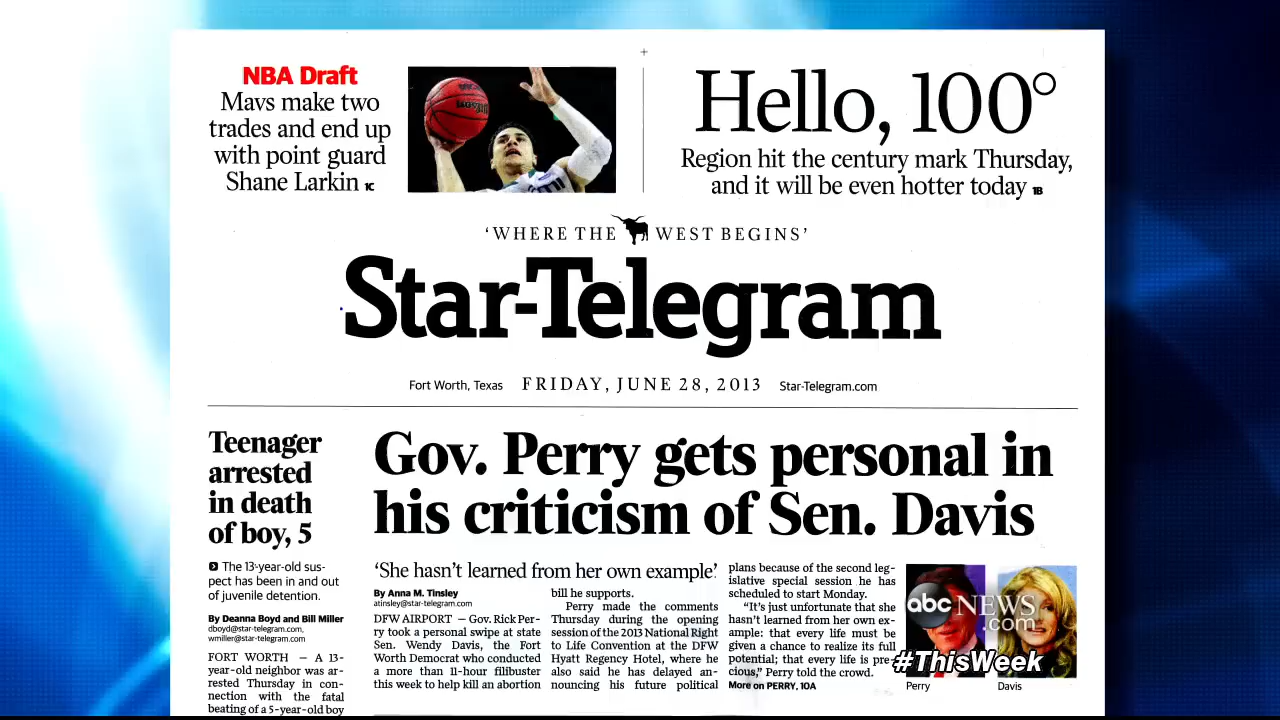 NBA Draft
Mavs make two
trades and end up
with point guard
Shane Larkin 1C
Hello, 100°
Region hit the century mark Thursday,
and it will be even hotter today 1B
‘WHERE THE WEST BEGINS’
Star-Telegram
Fort Worth, Texas FRIDAY, JUNE 28, 2013 Star-Telegram.com
Teenager
arrested
in death
of boy, 5
The 13-year-old sus-
pect has been in and out
of juvenile detention.
By Deanna Boyd and Bill Miller
dboyd@star-telegram.com,
wmiller@star-telegram.com
FORT WORTH — A 13-
year-old neighbor was ar-
rested Thursday in con-
nection with the fatal
beating of a 5-year-old boy
Gov. Perry gets personal in
his criticism of Sen. Davis
‘She hasn’t learned from her own example’
By Anna M. Tinsley
atinsley@star-telegram.com
DFW AIRPORT — Gov. Rick Per-
ry took a personal swipe at state
Sen. Wendy Davis, the Fort
Worth Democrat who conducted
a more than 11-hour filibuster
this week to help kill an abortion
bill he supports.
Perry made the comments
Thursday during the opening
session of the 2013 National Right
to Life Convention at the DFW
Hyatt Regency Hotel, where he
also said he has delayed an-
nouncing his future political
plans because of the second leg-
islative special session he has
scheduled to start Monday.
“It’s just unfortunate that she
hasn’t learned from her own ex-
ample: that every life must be
given a chance to realize its full
potential; that every life is pre-
cious,” Perry told the crowd.
More on PERRY, 10A
abc NEWS
.com
#ThisWeek
Perry
Davis